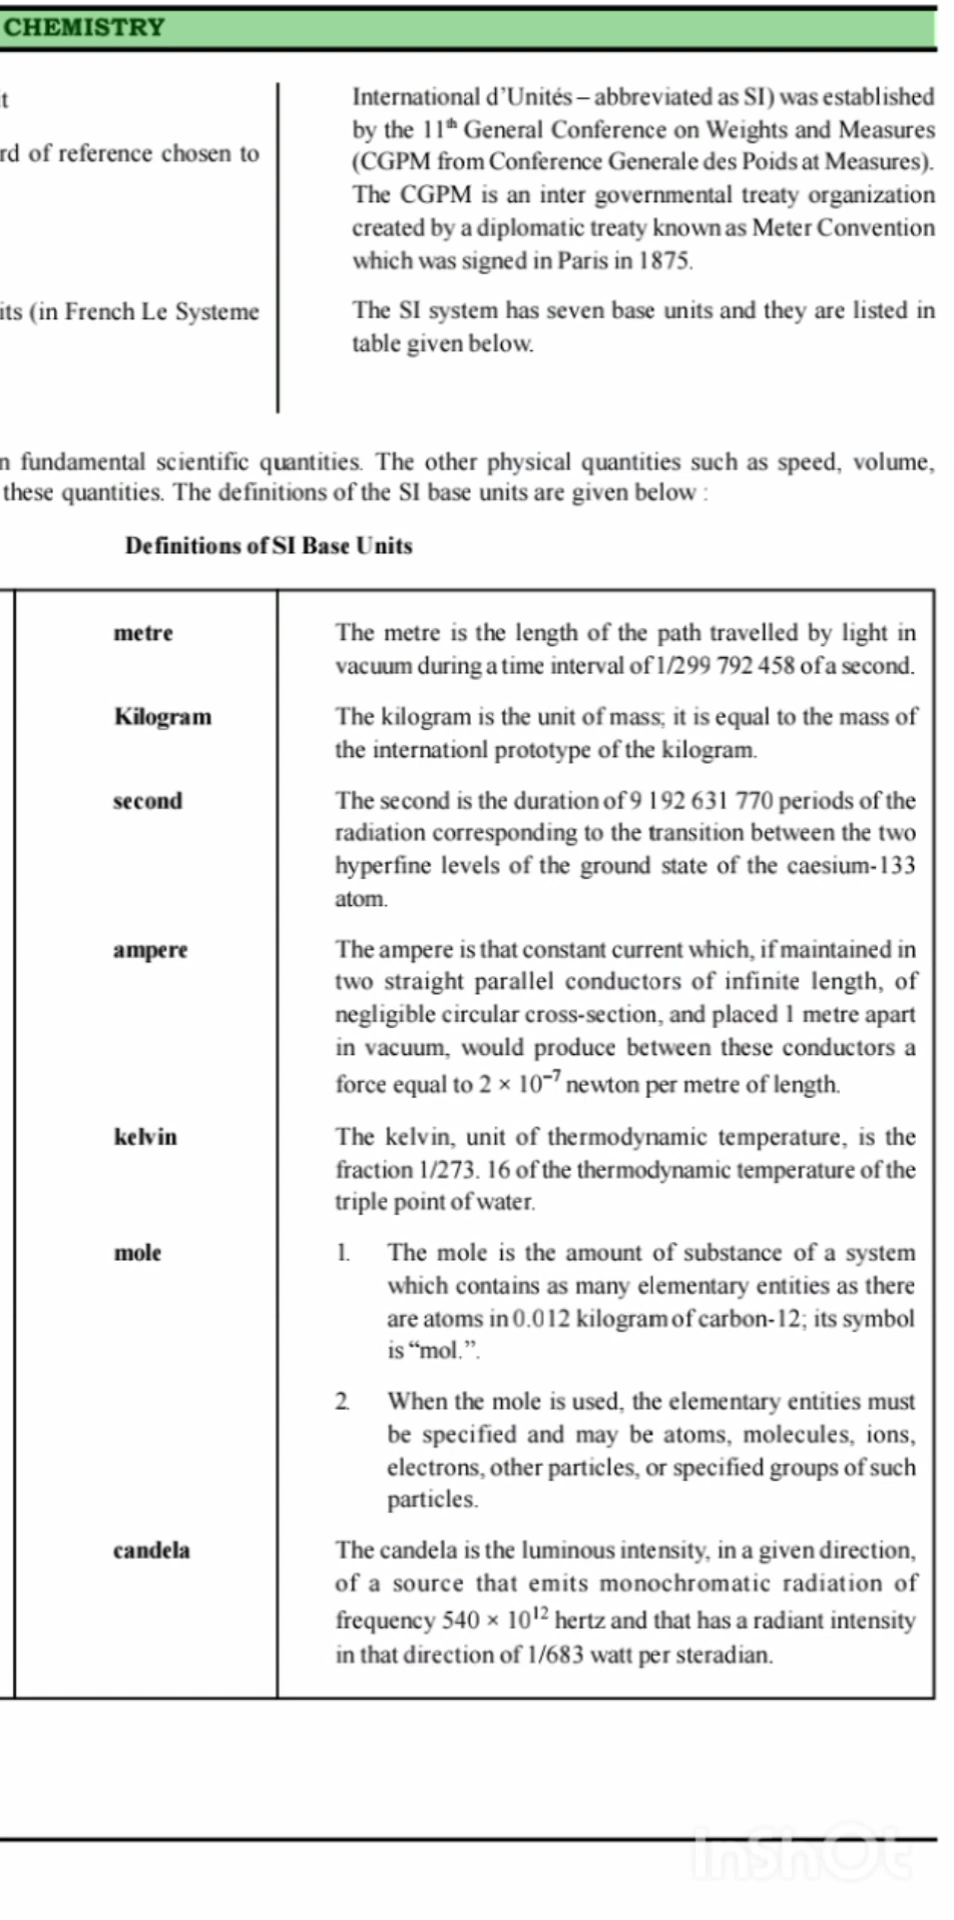 CHEMISTRY
it
rd of reference chosen to
its (in French Le Systeme
International d’Unités – abbreviated as SI) was established
by the 11th General Conference on Weights and Measures
(CGPM from Conference Generale des Poids at Measures).
The CGPM is an inter governmental treaty organization
created by a diplomatic treaty known as Meter Convention
which was signed in Paris in 1875.
The SI system has seven base units and they are listed in
table given below.
n fundamental scientific quantities. The other physical quantities such as speed, volume,
these quantities. The definitions of the SI base units are given below :
Definitions of SI Base Units
metre
The metre is the length of the path travelled by light in
vacuum during a time interval of 1/299 792 458 of a second.
Kilogram
The kilogram is the unit of mass; it is equal to the mass of
the internationl prototype of the kilogram.
second
The second is the duration of 9 192 631 770 periods of the
radiation corresponding to the transition between the two
hyperfine levels of the ground state of the caesium-133
atom.
ampere
The ampere is that constant current which, if maintained in
two straight parallel conductors of infinite length, of
negligible circular cross-section, and placed 1 metre apart
in vacuum, would produce between these conductors a
force equal to 2 × 10⁻⁷ newton per metre of length.
kelvin
The kelvin, unit of thermodynamic temperature, is the
fraction 1/273. 16 of the thermodynamic temperature of the
triple point of water.
mole
1. The mole is the amount of substance of a system
which contains as many elementary entities as there
are atoms in 0.012 kilogram of carbon-12; its symbol
is “mol.”.
2. When the mole is used, the elementary entities must
be specified and may be atoms, molecules, ions,
electrons, other particles, or specified groups of such
particles.
candela
The candela is the luminous intensity, in a given direction,
of a source that emits monochromatic radiation of
frequency 540 × 10¹² hertz and that has a radiant intensity
in that direction of 1/683 watt per steradian.
InShOt